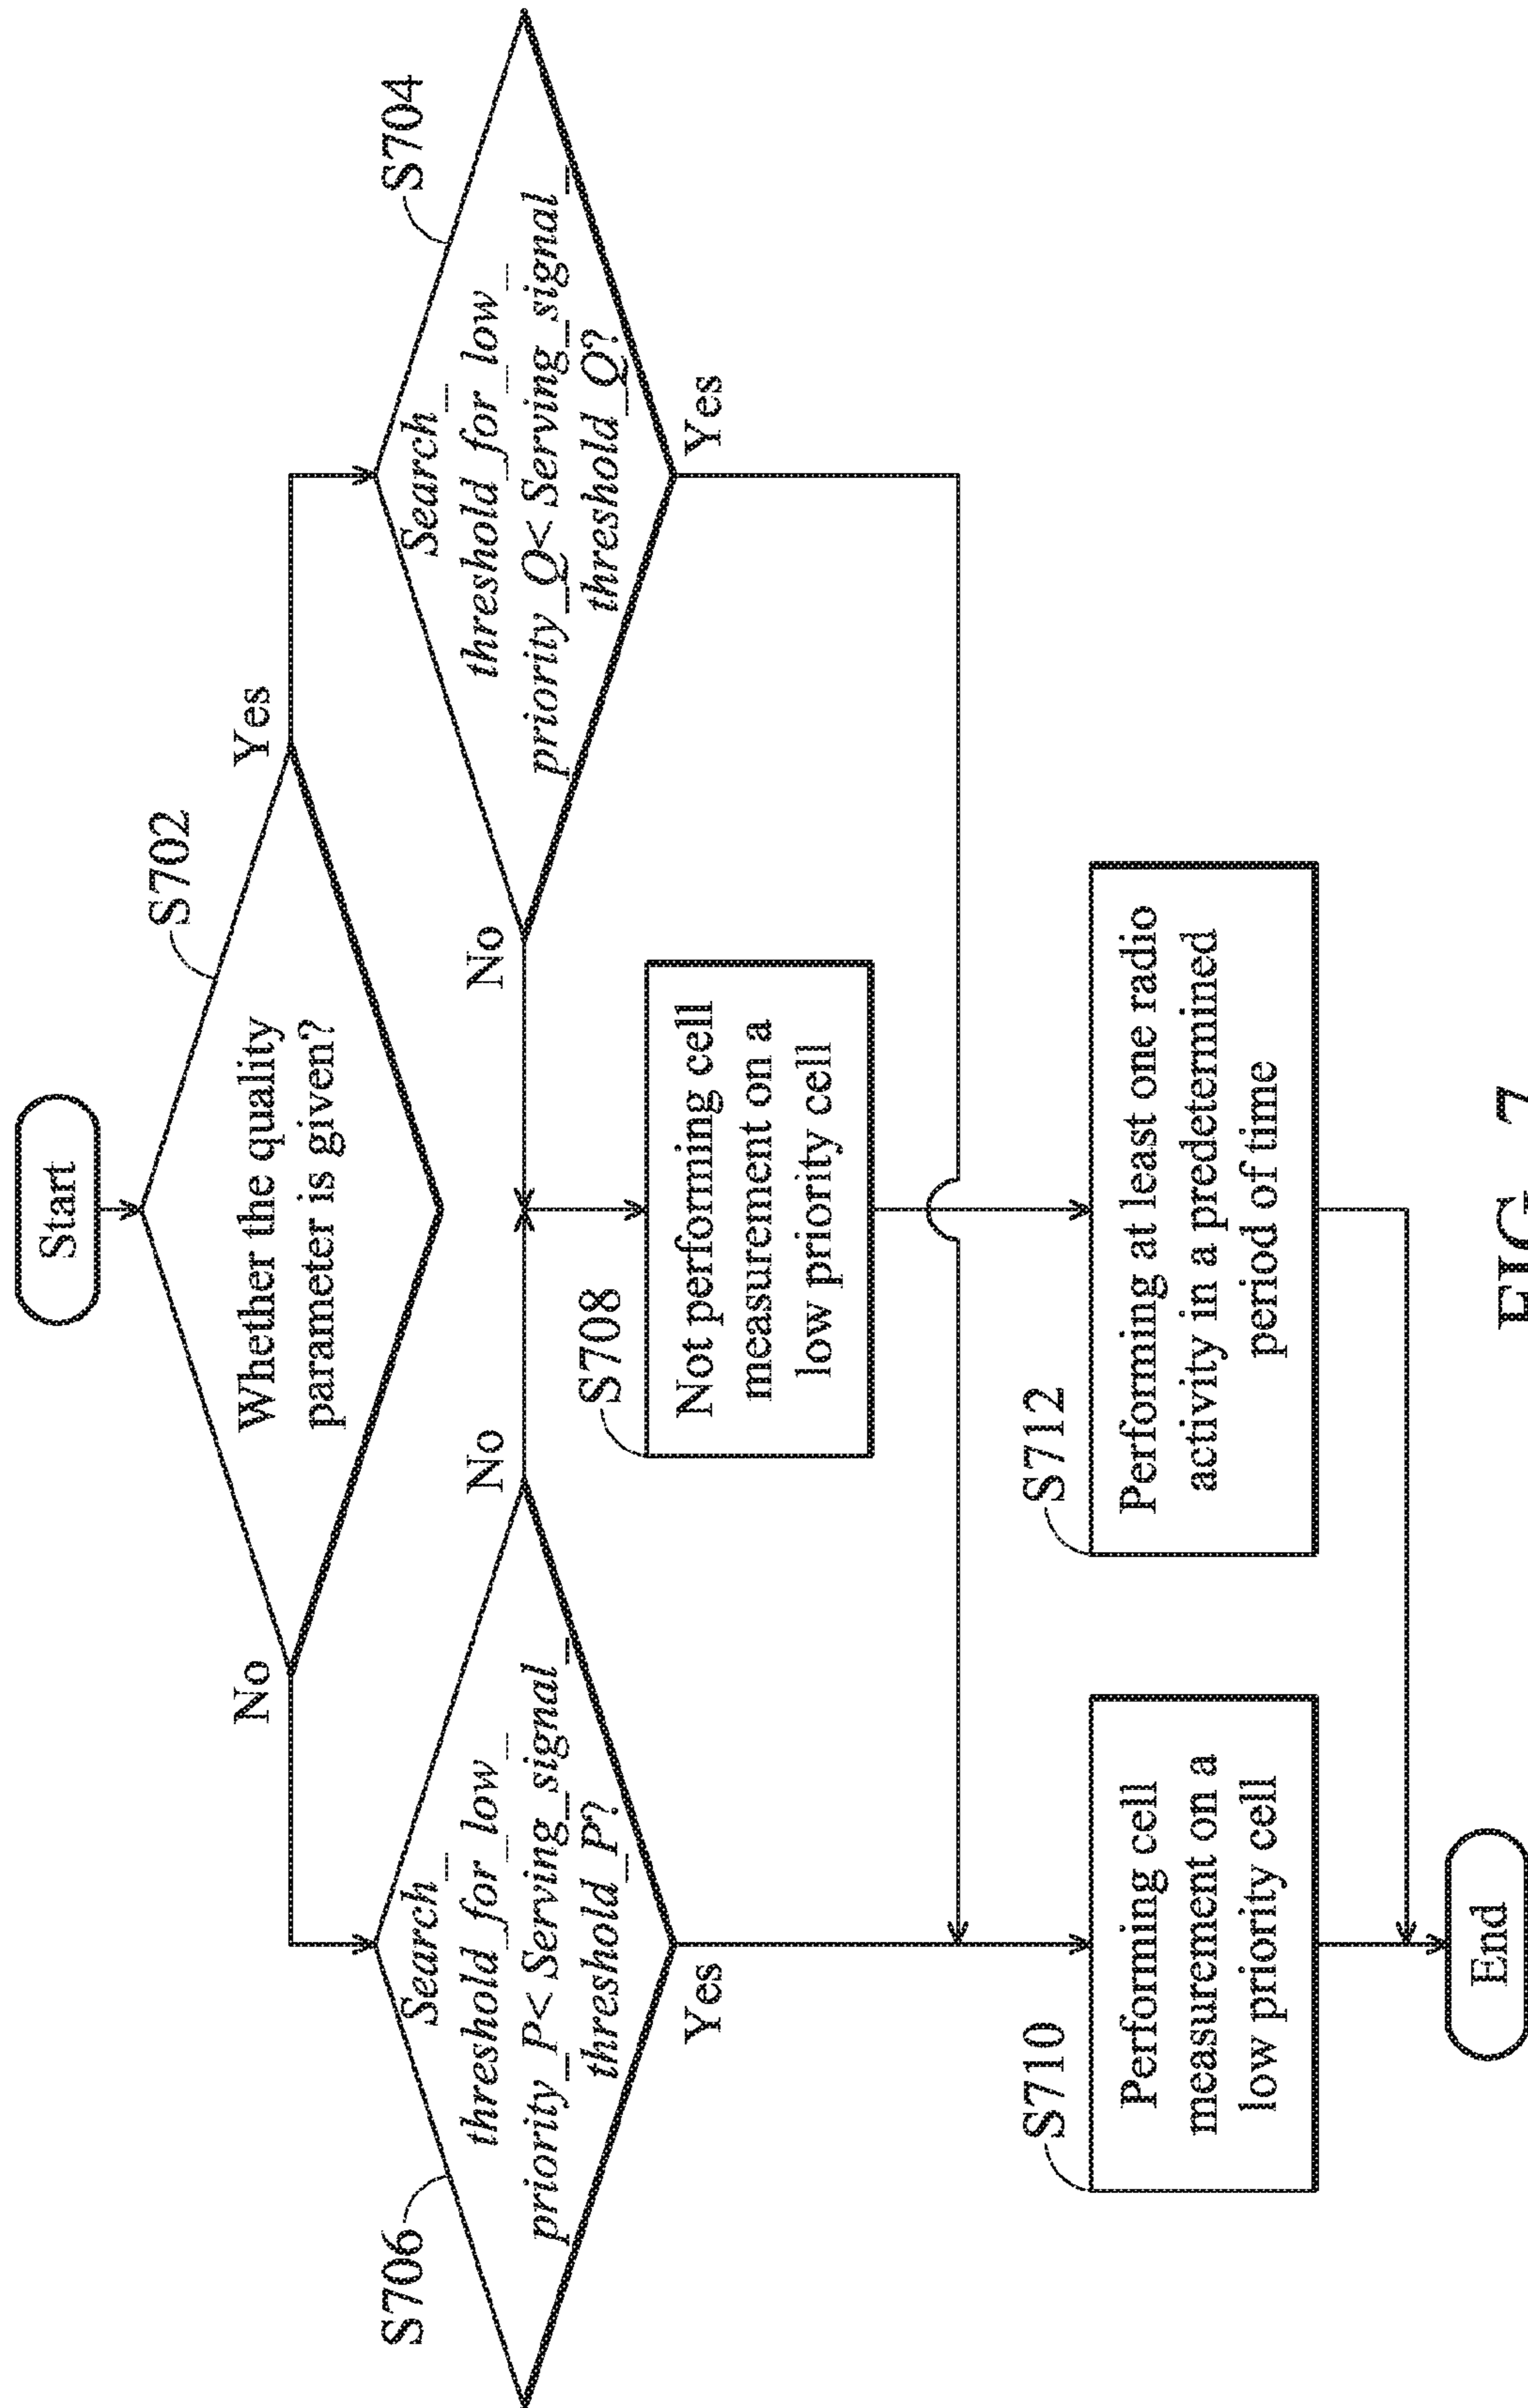 Start
S702
Whether the quality
parameter is given?
No
Yes
S706
Search_
threshold_for_low_
priority_P< Serving_signal_
threshold_P?
No
Yes
S704
Search_
threshold_for_low_
priority_Q< Serving_signal_
threshold_Q?
No
Yes
S708
Not performing cell
measurement on a
low priority cell
S710
Performing cell
measurement on a
low priority cell
S712
Performing at least one radio
activity in a predetermined
period of time
End
FIG. 7